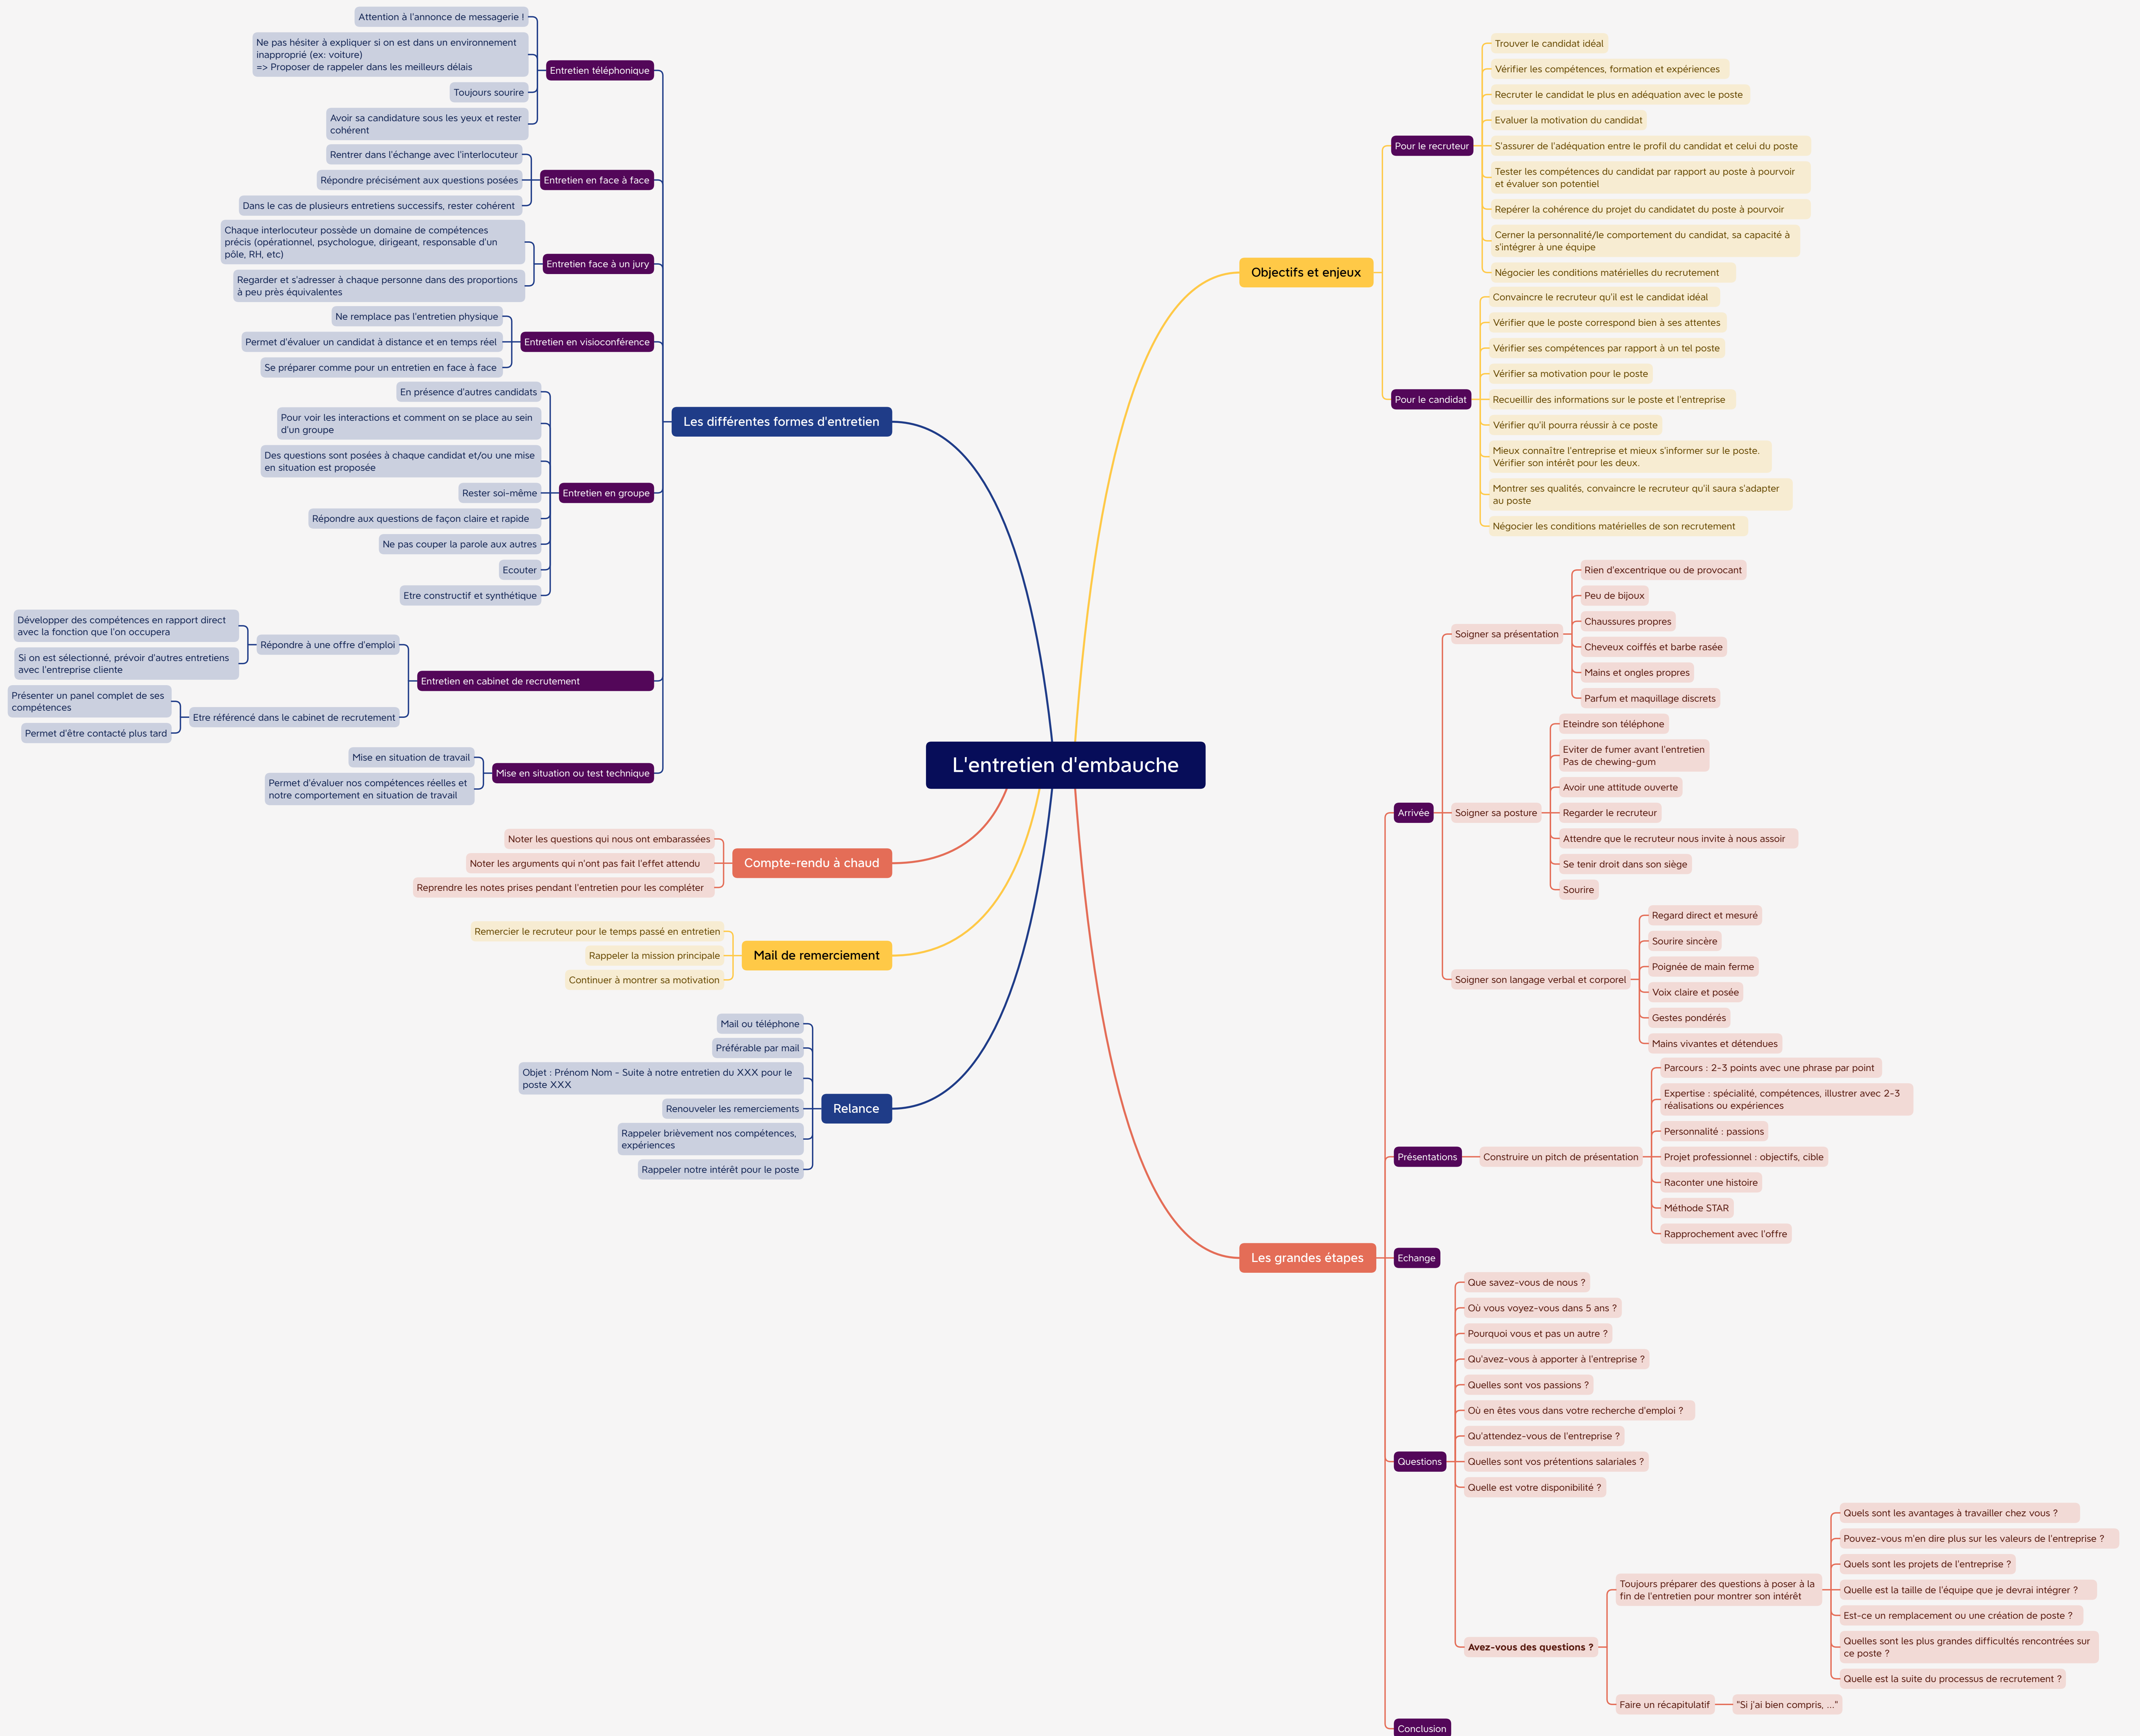 L'entretien d'embauche
Objectifs et enjeux
Pour le recruteur
Trouver le candidat idéal
Vérifier les compétences, formation et expériences
Recruter le candidat le plus en adéquation avec le poste
Evaluer la motivation du candidat
S'assurer de l'adéquation entre le profil du candidat et celui du poste
Tester les compétences du candidat par rapport au poste à pourvoir
et évaluer son potentiel
Repérer la cohérence du projet du candidatet du poste à pourvoir
Cerner la personnalité/le comportement du candidat, sa capacité à
s'intégrer à une équipe
Négocier les conditions matérielles du recrutement
Pour le candidat
Convaincre le recruteur qu'il est le candidat idéal
Vérifier que le poste correspond bien à ses attentes
Vérifier ses compétences par rapport à un tel poste
Vérifier sa motivation pour le poste
Recueillir des informations sur le poste et l'entreprise
Vérifier qu'il pourra réussir à ce poste
Mieux connaître l'entreprise et mieux s'informer sur le poste.
Vérifier son intérêt pour les deux.
Montrer ses qualités, convaincre le recruteur qu'il saura s'adapter
au poste
Négocier les conditions matérielles de son recrutement
Les grandes étapes
Arrivée
Soigner sa présentation
Rien d'excentrique ou de provocant
Peu de bijoux
Chaussures propres
Cheveux coiffés et barbe rasée
Mains et ongles propres
Parfum et maquillage discrets
Soigner sa posture
Eteindre son téléphone
Eviter de fumer avant l'entretien
Pas de chewing-gum
Avoir une attitude ouverte
Regarder le recruteur
Attendre que le recruteur nous invite à nous assoir
Se tenir droit dans son siège
Sourire
Soigner son langage verbal et corporel
Regard direct et mesuré
Sourire sincère
Poignée de main ferme
Voix claire et posée
Gestes pondérés
Mains vivantes et détendues
Présentations
Construire un pitch de présentation
Parcours : 2-3 points avec une phrase par point
Expertise : spécialité, compétences, illustrer avec 2-3
réalisations ou expériences
Personnalité : passions
Projet professionnel : objectifs, cible
Raconter une histoire
Méthode STAR
Rapprochement avec l'offre
Echange
Questions
Que savez-vous de nous ?
Où vous voyez-vous dans 5 ans ?
Pourquoi vous et pas un autre ?
Qu'avez-vous à apporter à l'entreprise ?
Quelles sont vos passions ?
Où en êtes vous dans votre recherche d'emploi ?
Qu'attendez-vous de l'entreprise ?
Quelles sont vos prétentions salariales ?
Quelle est votre disponibilité ?
Avez-vous des questions ?
Toujours préparer des questions à poser à la
fin de l'entretien pour montrer son intérêt
Quels sont les avantages à travailler chez vous ?
Pouvez-vous m'en dire plus sur les valeurs de l'entreprise ?
Quels sont les projets de l'entreprise ?
Quelle est la taille de l'équipe que je devrai intégrer ?
Est-ce un remplacement ou une création de poste ?
Quelles sont les plus grandes difficultés rencontrées sur
ce poste ?
Quelle est la suite du processus de recrutement ?
Faire un récapitulatif
"Si j'ai bien compris, ..."
Conclusion
Les différentes formes d'entretien
Entretien téléphonique
Attention à l'annonce de messagerie !
Ne pas hésiter à expliquer si on est dans un environnement
inapproprié (ex: voiture)
=> Proposer de rappeler dans les meilleurs délais
Toujours sourire
Avoir sa candidature sous les yeux et rester
cohérent
Entretien en face à face
Rentrer dans l'échange avec l'interlocuteur
Répondre précisément aux questions posées
Dans le cas de plusieurs entretiens successifs, rester cohérent
Entretien face à un jury
Chaque interlocuteur possède un domaine de compétences
précis (opérationnel, psychologue, dirigeant, responsable d'un
pôle, RH, etc)
Regarder et s'adresser à chaque personne dans des proportions
à peu près équivalentes
Entretien en visioconférence
Ne remplace pas l'entretien physique
Permet d'évaluer un candidat à distance et en temps réel
Se préparer comme pour un entretien en face à face
Entretien en groupe
En présence d'autres candidats
Pour voir les interactions et comment on se place au sein
d'un groupe
Des questions sont posées à chaque candidat et/ou une mise
en situation est proposée
Rester soi-même
Répondre aux questions de façon claire et rapide
Ne pas couper la parole aux autres
Ecouter
Etre constructif et synthétique
Entretien en cabinet de recrutement
Répondre à une offre d'emploi
Développer des compétences en rapport direct
avec la fonction que l'on occupera
Si on est sélectionné, prévoir d'autres entretiens
avec l'entreprise cliente
Etre référencé dans le cabinet de recrutement
Présenter un panel complet de ses
compétences
Permet d'être contacté plus tard
Mise en situation ou test technique
Mise en situation de travail
Permet d'évaluer nos compétences réelles et
notre comportement en situation de travail
Compte-rendu à chaud
Noter les questions qui nous ont embarassées
Noter les arguments qui n'ont pas fait l'effet attendu
Reprendre les notes prises pendant l'entretien pour les compléter
Mail de remerciement
Remercier le recruteur pour le temps passé en entretien
Rappeler la mission principale
Continuer à montrer sa motivation
Relance
Mail ou téléphone
Préférable par mail
Objet : Prénom Nom - Suite à notre entretien du XXX pour le
poste XXX
Renouveler les remerciements
Rappeler brièvement nos compétences,
expériences
Rappeler notre intérêt pour le poste